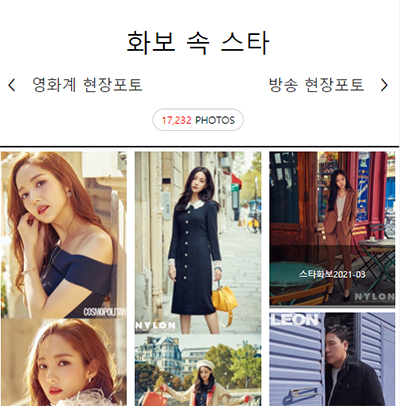 화보 속 스타
영화계 현장포토
방송 현장포토
17,232 PHOTOS
COSMOPOLITAN
NYLON
스타화보2021-03
NYLON
LEON